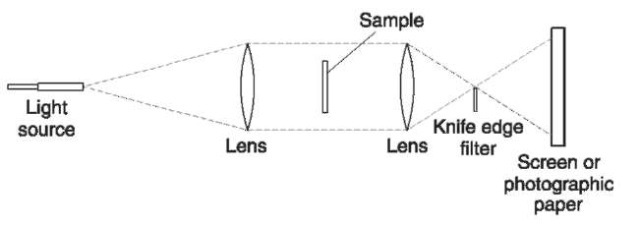 Sample
Light
source
Lens
Lens
Knife edge
filter
Screen or
photographic
paper